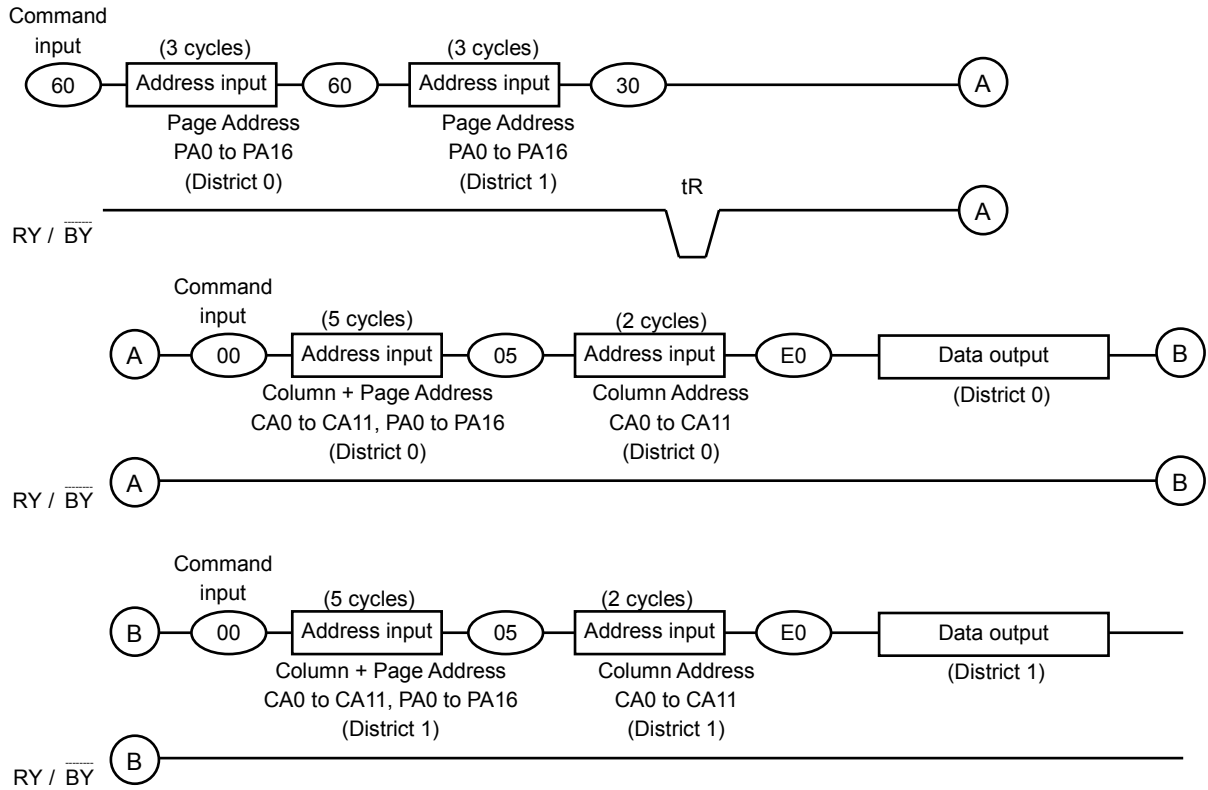 Command
input
(3 cycles)
(3 cycles)
60
Address input
60
Address input
30
A
Page Address
PA0 to PA16
(District 0)
Page Address
PA0 to PA16
(District 1)
tR
RY / BY
A
Command
input
(5 cycles)
(2 cycles)
A
00
Address input
05
Address input
E0
Data output
B
Column + Page Address
CA0 to CA11, PA0 to PA16
(District 0)
Column Address
CA0 to CA11
(District 0)
(District 0)
RY / BY
A
B
Command
input
(5 cycles)
(2 cycles)
B
00
Address input
05
Address input
E0
Data output
Column + Page Address
CA0 to CA11, PA0 to PA16
(District 1)
Column Address
CA0 to CA11
(District 1)
(District 1)
RY / BY
B